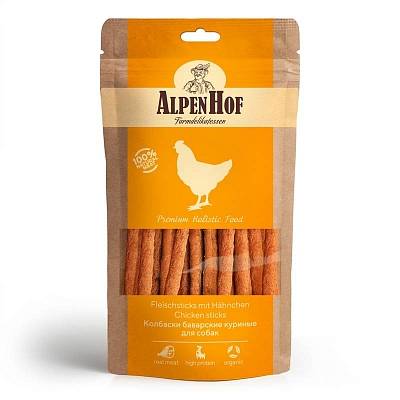 ALPENHOF
Farmdelikatessen
100%
Premium Holistic Food
Fleischsticks mit Hähnchen
Chicken sticks
Колбаски баварские куриные
для собак
real meat
high protein
organic